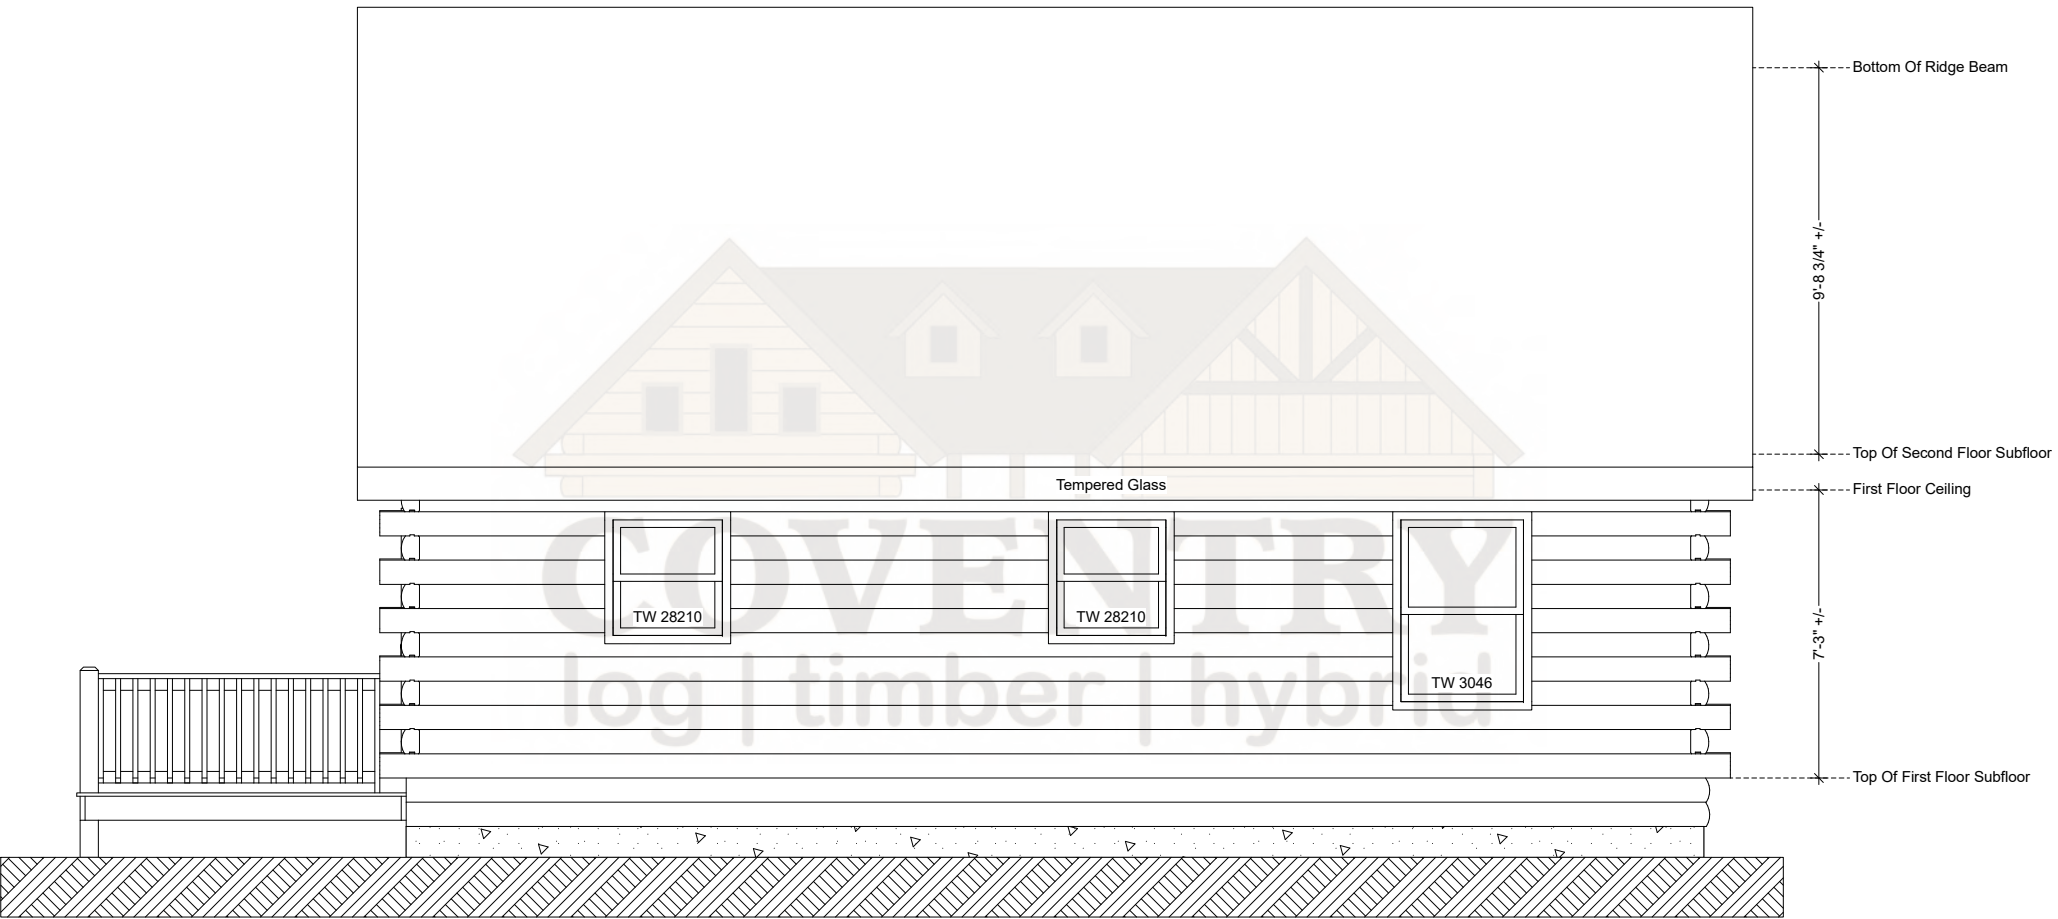 Bottom Of Ridge Beam
9'-8 3/4" +/-
Top Of Second Floor Subfloor
Tempered Glass
First Floor Ceiling
COVENTRY
TW 28210
TW 28210
7'-3" +/-
TW 3046
log | timber | hybrid
Top Of First Floor Subfloor